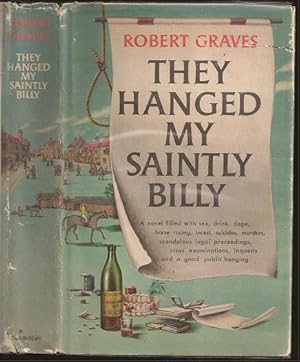 ROBERT GRAVES
THEY
HANGED
MY
SAINTLY
BILLY
DOUBLEDAY
ROBERT GRAVES
THEY
HANGED
MY
SAINTLY
BILLY
A novel filled with sex, drink, dope,
horse racing, incest, suicides, murders,
scandalous legal proceedings,
cross examinations, inquests
and a good public hanging